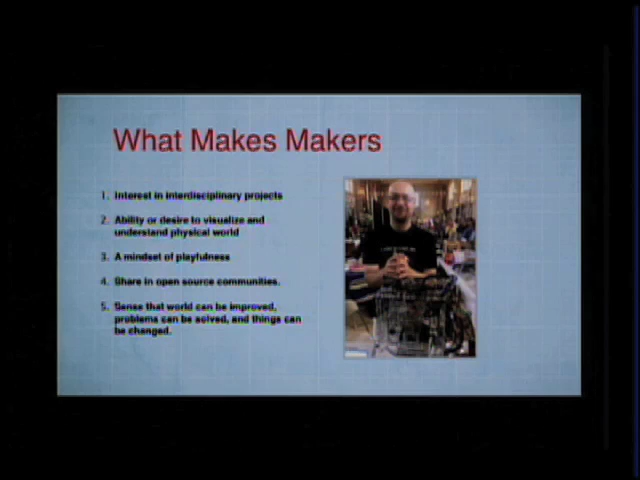 What Makes Makers
1. Interest in interdisciplinary projects
2. Ability or desire to visualize and
understand physical world
3. A mindset of playfulness
4. Share in open source communities.
5. Sense that world can be improved,
problems can be solved, and things can
be changed.